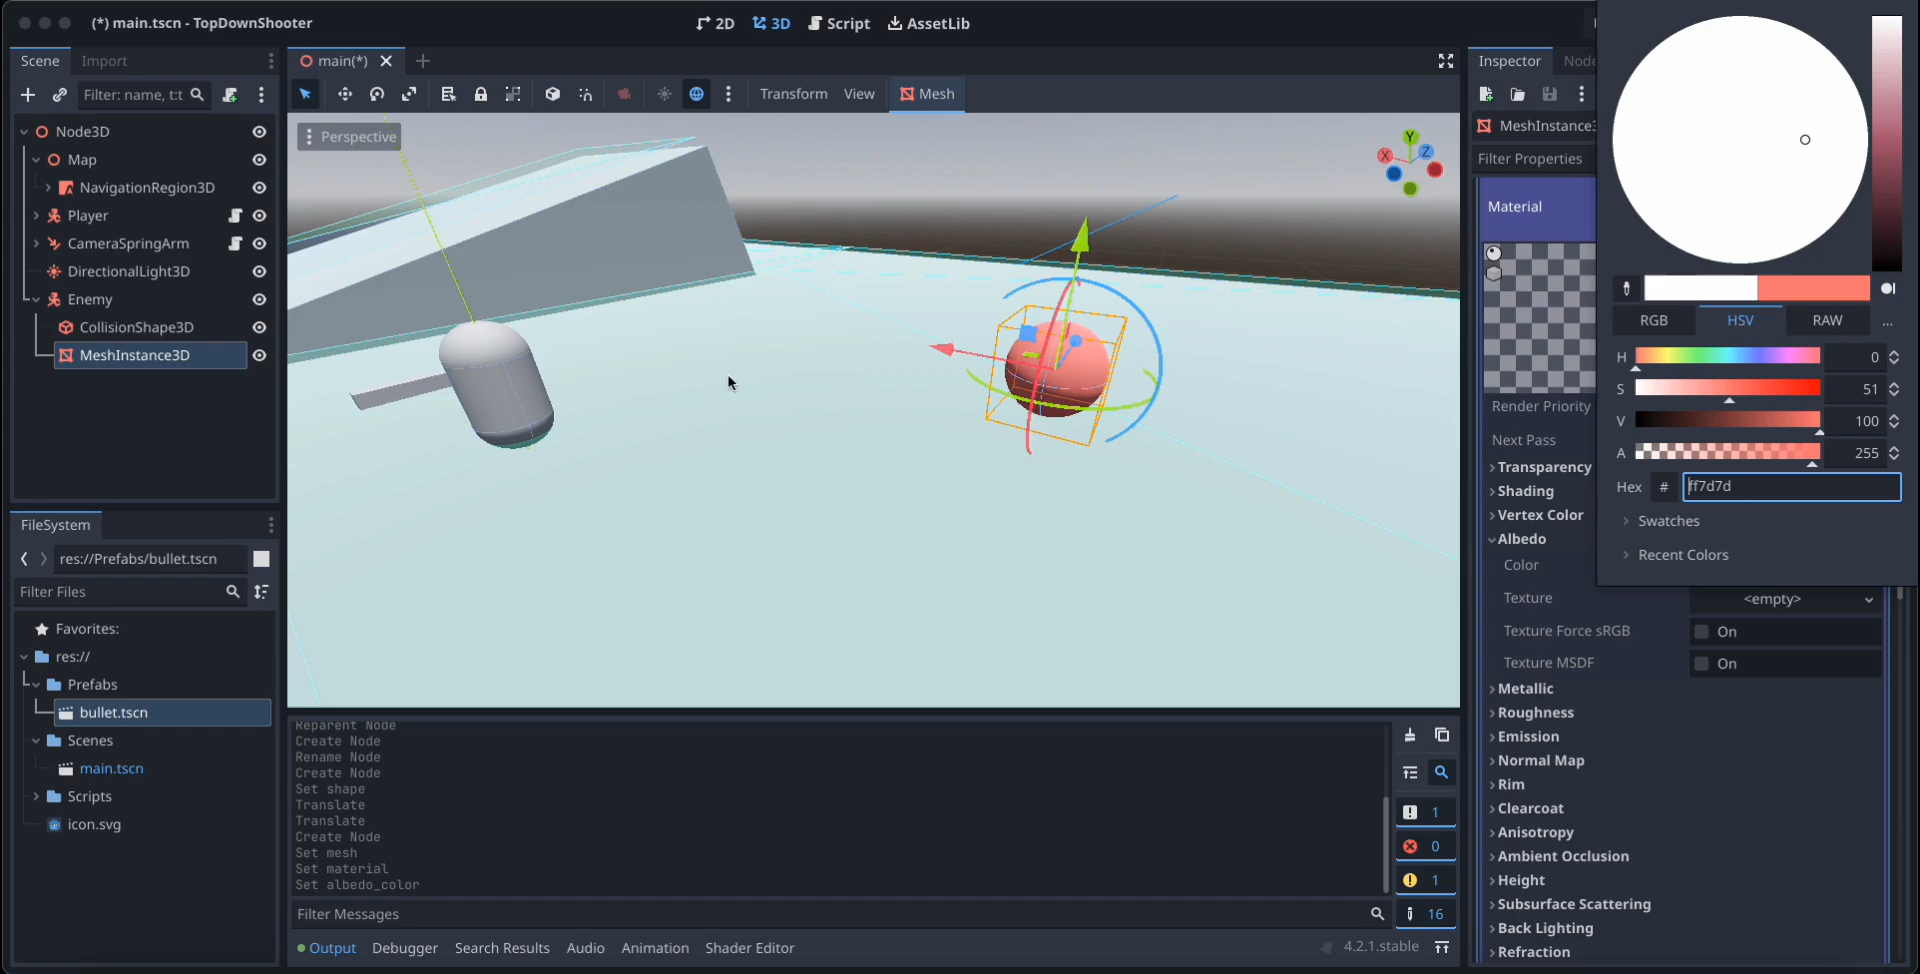 (*) main.tscn - TopDownShooter
2D 3D Script AssetLib
Scene Import
Filter: name, t:t
Node3D
Map
NavigationRegion3D
Player
CameraSpringArm
DirectionalLight3D
Enemy
CollisionShape3D
MeshInstance3D
FileSystem
res://Prefabs/bullet.tscn
Filter Files
Favorites:
res://
Prefabs
bullet.tscn
Scenes
main.tscn
Scripts
icon.svg
main(*)
Transform View Mesh
Perspective
Y
X
Z
Reparent Node
Create Node
Rename Node
Create Node
Set shape
Translate
Translate
Create Node
Set mesh
Set material
Set albedo_color
1
0
1
16
Filter Messages
Output Debugger Search Results Audio Animation Shader Editor
4.2.1.stable
Inspector Node
MeshInstance3
Filter Properties
Material
Render Priority
Next Pass
Transparency
Shading
Vertex Color
Albedo
Color
Texture <empty>
Texture Force sRGB On
Texture MSDF On
Metallic
Roughness
Emission
Normal Map
Rim
Clearcoat
Anisotropy
Ambient Occlusion
Height
Subsurface Scattering
Back Lighting
Refraction
RGB HSV RAW ...
H 0
S 51
V 100
A 255
Hex # ff7d7d
Swatches
Recent Colors